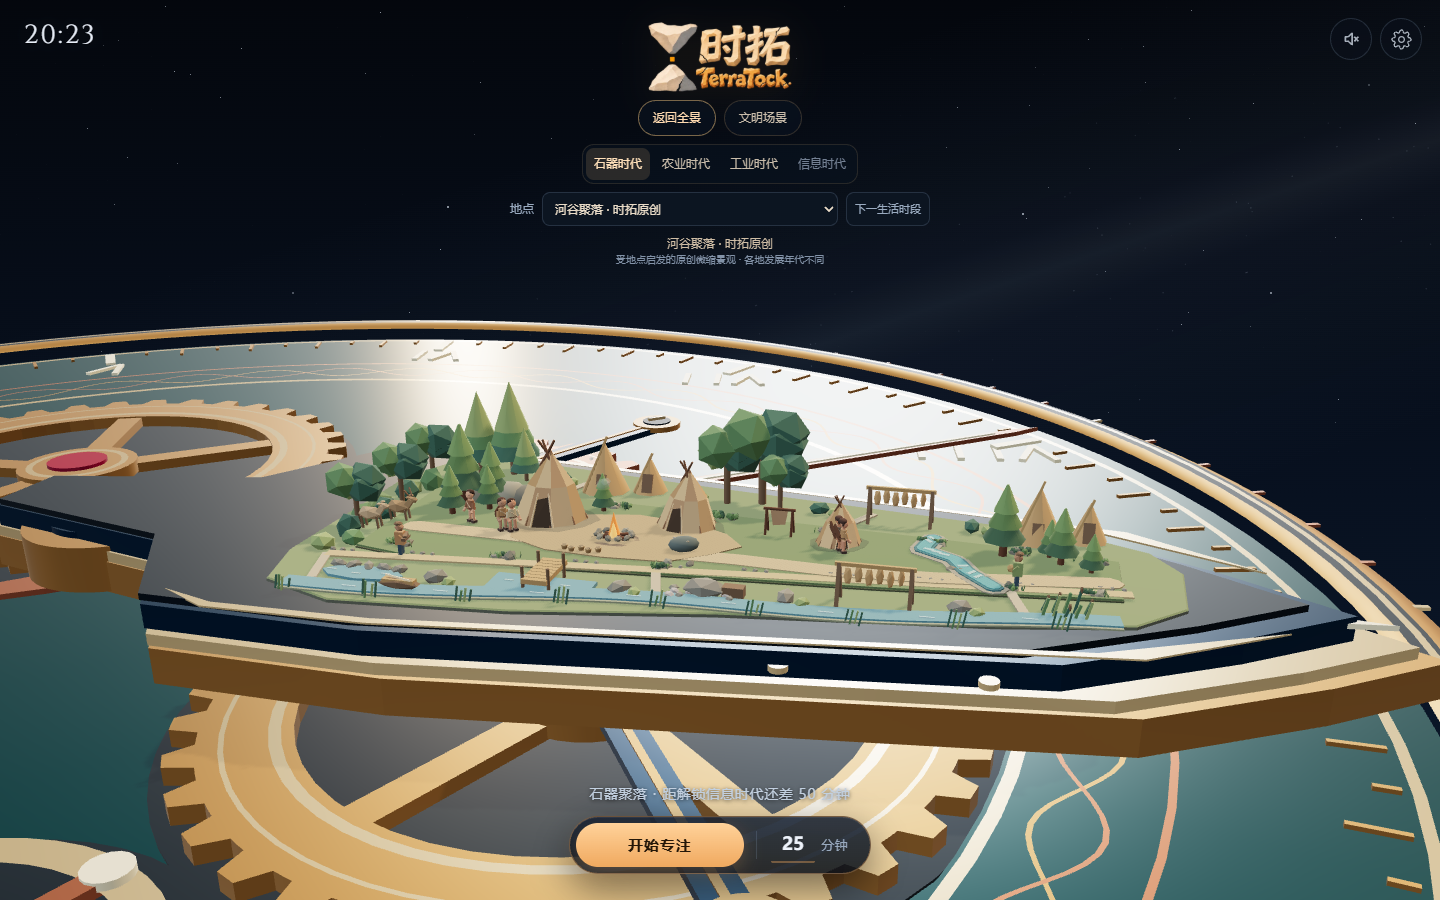 20:23
时拓
TerraTock
返回全景 文明场景
石器时代 农业时代 工业时代 信息时代
地点 河谷聚落 · 时拓原创 下一生活时段
河谷聚落 · 时拓原创
受地点启发的原创微缩景观 · 各地发展年代不同
石器聚落 · 距解锁信息时代还差 50 分钟
开始专注 25 分钟